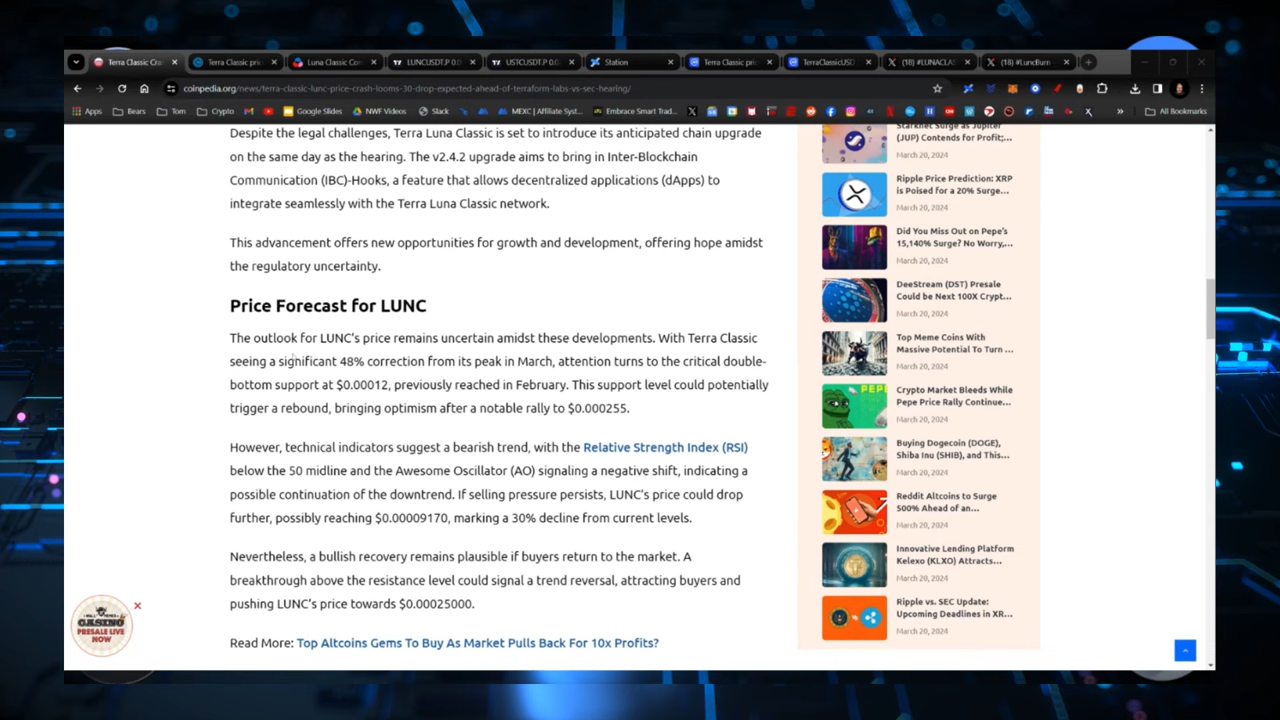 Terra Classic Cra
Terra Classic pri
Luna Classic Co
LUNCUSDT.P 0.0
USTCUSDT.P 0.0
Station
Terra Classic pri
TerraClassicUSD
(18) #LUNACLAS
(18) #LuncBurn
coinpedia.org/news/terra-classic-lunc-price-crash-looms-30-drop-expected-ahead-of-terraform-labs-vs-sec-hearing/
Apps
Bears
Tom
Crypto
Google Slides
NWF Videos
Slack
MEXC | Affiliate Syst...
Embrace Smart Trad...
All Bookmarks
Despite the legal challenges, Terra Luna Classic is set to introduce its anticipated chain upgrade
on the same day as the hearing. The v2.4.2 upgrade aims to bring in Inter-Blockchain
Communication (IBC)-Hooks, a feature that allows decentralized applications (dApps) to
integrate seamlessly with the Terra Luna Classic network.
This advancement offers new opportunities for growth and development, offering hope amidst
the regulatory uncertainty.
Price Forecast for LUNC
The outlook for LUNC's price remains uncertain amidst these developments. With Terra Classic
seeing a significant 48% correction from its peak in March, attention turns to the critical double-
bottom support at $0.00012, previously reached in February. This support level could potentially
trigger a rebound, bringing optimism after a notable rally to $0.000255.
However, technical indicators suggest a bearish trend, with the Relative Strength Index (RSI)
below the 50 midline and the Awesome Oscillator (AO) signaling a negative shift, indicating a
possible continuation of the downtrend. If selling pressure persists, LUNC's price could drop
further, possibly reaching $0.00009170, marking a 30% decline from current levels.
Nevertheless, a bullish recovery remains plausible if buyers return to the market. A
breakthrough above the resistance level could signal a trend reversal, attracting buyers and
pushing LUNC's price towards $0.00025000.
Read More: Top Altcoins Gems To Buy As Market Pulls Back For 10x Profits?
CASINO
PRESALE LIVE
NOW
Starknet Surge as Jupiter
(JUP) Contends for Profit;...
March 20, 2024
Ripple Price Prediction: XRP
is Poised for a 20% Surge...
March 20, 2024
Did You Miss Out on Pepe's
15,140% Surge? No Worry,...
March 20, 2024
DeeStream (DST) Presale
Could be Next 100X Crypt...
March 20, 2024
Top Meme Coins With
Massive Potential To Turn ...
March 20, 2024
PEPE
Crypto Market Bleeds While
Pepe Price Rally Continue...
March 20, 2024
Buying Dogecoin (DOGE),
Shiba Inu (SHIB), and This...
March 20, 2024
Reddit Altcoins to Surge
500% Ahead of an...
March 20, 2024
Innovative Lending Platform
Kelexo (KLXO) Attracts...
March 20, 2024
Ripple vs. SEC Update:
Upcoming Deadlines in XR...
March 20, 2024